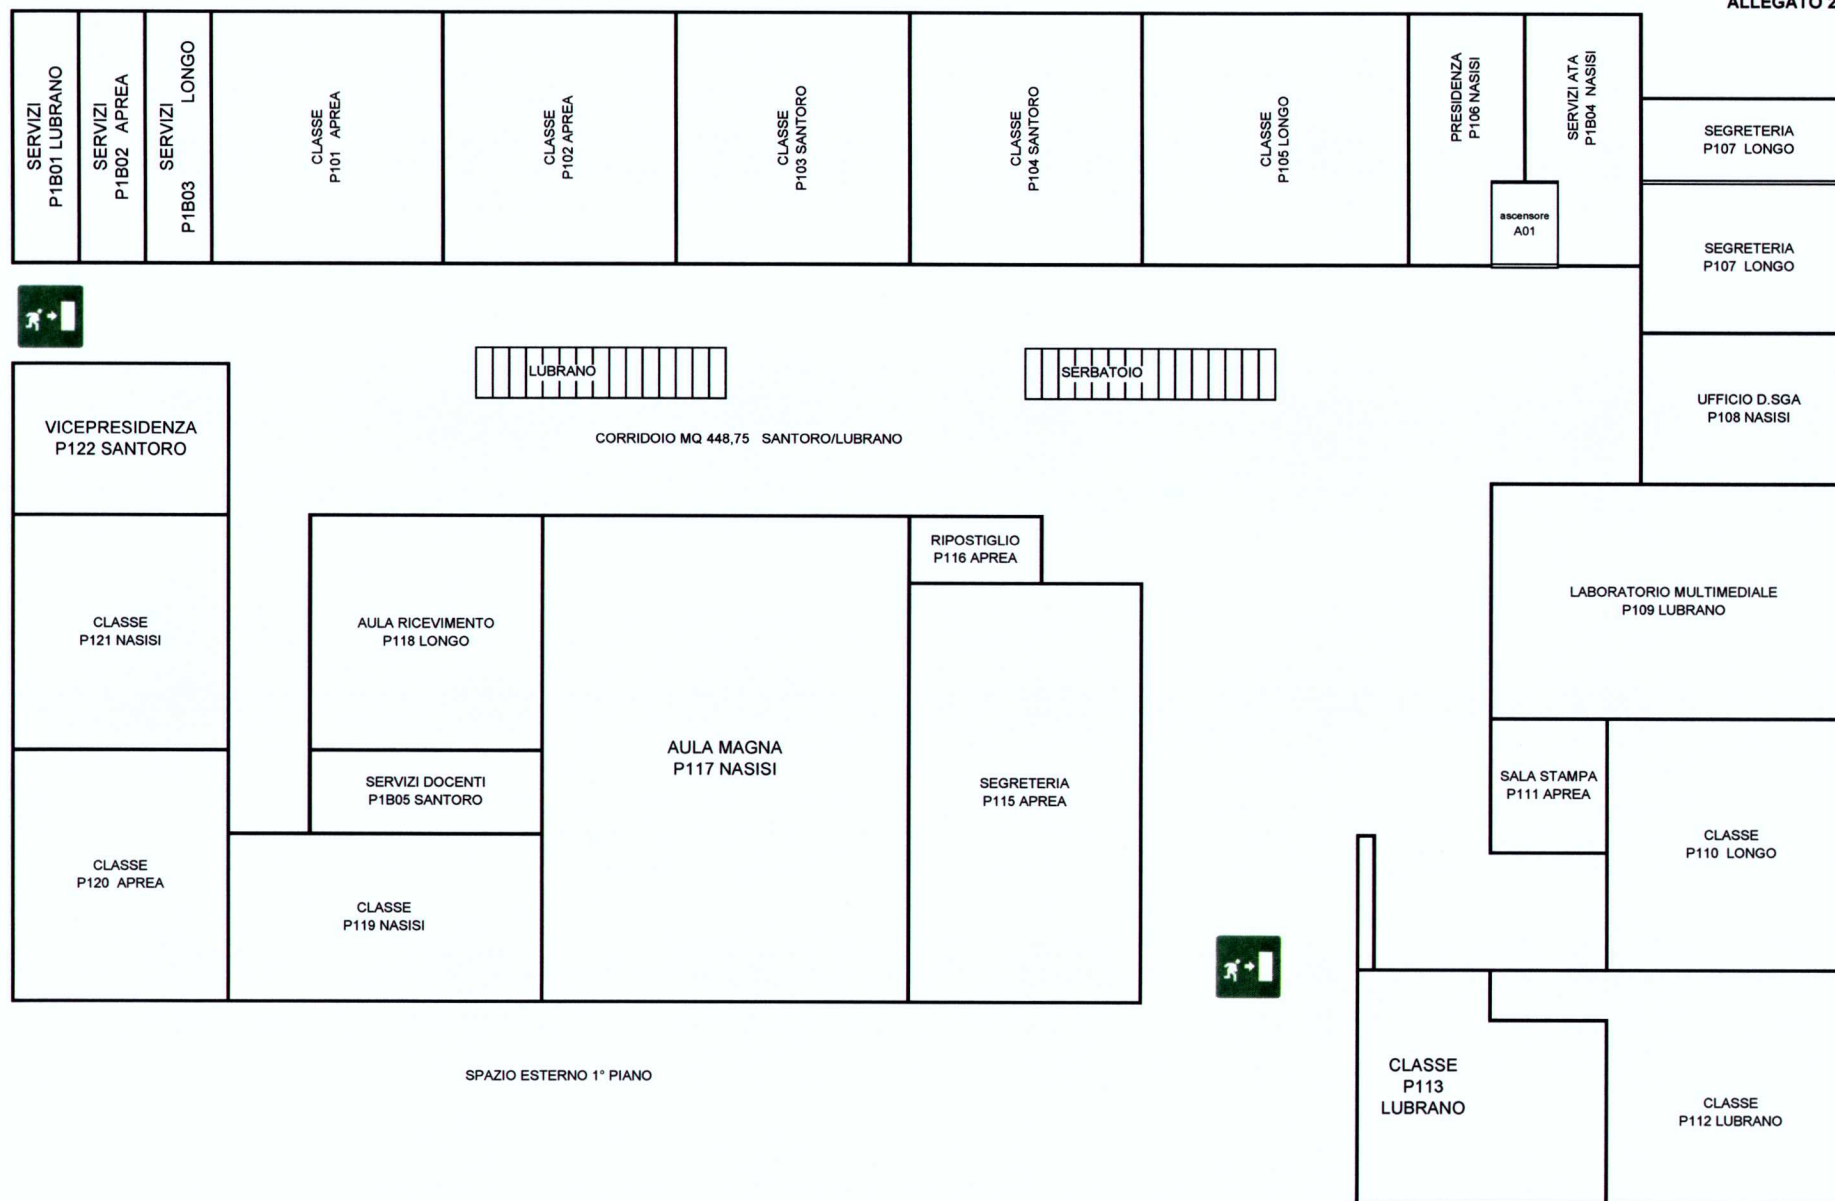 ALLEGATO 2
SERVIZI
P1B01 LUBRANO
SERVIZI
P1B02 APREA
SERVIZI
P1B03 LONGO
CLASSE
P101 APREA
CLASSE
P102 APREA
CLASSE
P103 SANTORO
CLASSE
P104 SANTORO
CLASSE
P105 LONGO
PRESIDENZA
P106 NASISI
SERVIZI ATA
P1B04 NASISI
ascensore
A01
SEGRETERIA
P107 LONGO
SEGRETERIA
P107 LONGO
LUBRANO
SERBATOIO
UFFICIO D.SGA
P108 NASISI
VICEPRESIDENZA
P122 SANTORO
CORRIDOIO MQ 448,75 SANTORO/LUBRANO
RIPOSTIGLIO
P116 APREA
CLASSE
P121 NASISI
AULA RICEVIMENTO
P118 LONGO
LABORATORIO MULTIMEDIALE
P109 LUBRANO
AULA MAGNA
P117 NASISI
SERVIZI DOCENTI
P1B05 SANTORO
SEGRETERIA
P115 APREA
SALA STAMPA
P111 APREA
CLASSE
P110 LONGO
CLASSE
P120 APREA
CLASSE
P119 NASISI
SPAZIO ESTERNO 1° PIANO
CLASSE
P113
LUBRANO
CLASSE
P112 LUBRANO